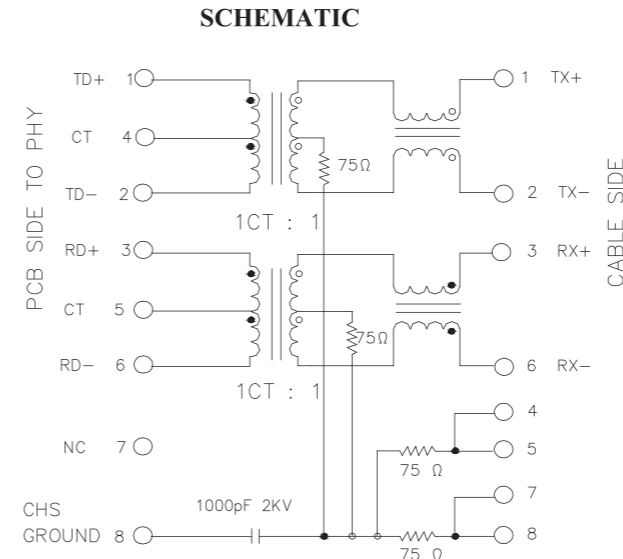 SCHEMATIC
PCB SIDE TO PHY
TD+ 1
CT 4
TD- 2
1CT : 1
RD+ 3
CT 5
RD- 6
1CT : 1
NC 7
CHS
GROUND 8
1000pF 2KV
75Ω
75Ω
75 Ω
75 Ω
1 TX+
2 TX-
3 RX+
6 RX-
4
5
7
8
CABLE SIDE